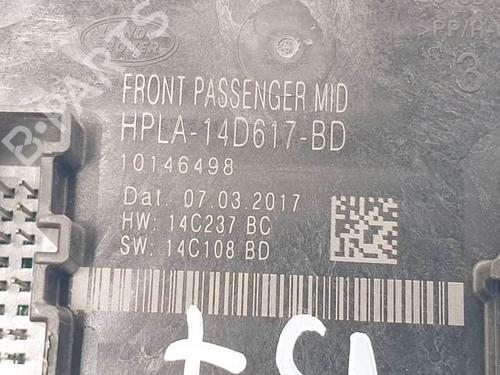 LAND
ROVER
>PP/
3
FRONT PASSENGER MID
HPLA-14D617-BD
10146498
Dat: 07.03.2017
HW: 14C237 BC
SW: 14C108 BD
B-PARTS